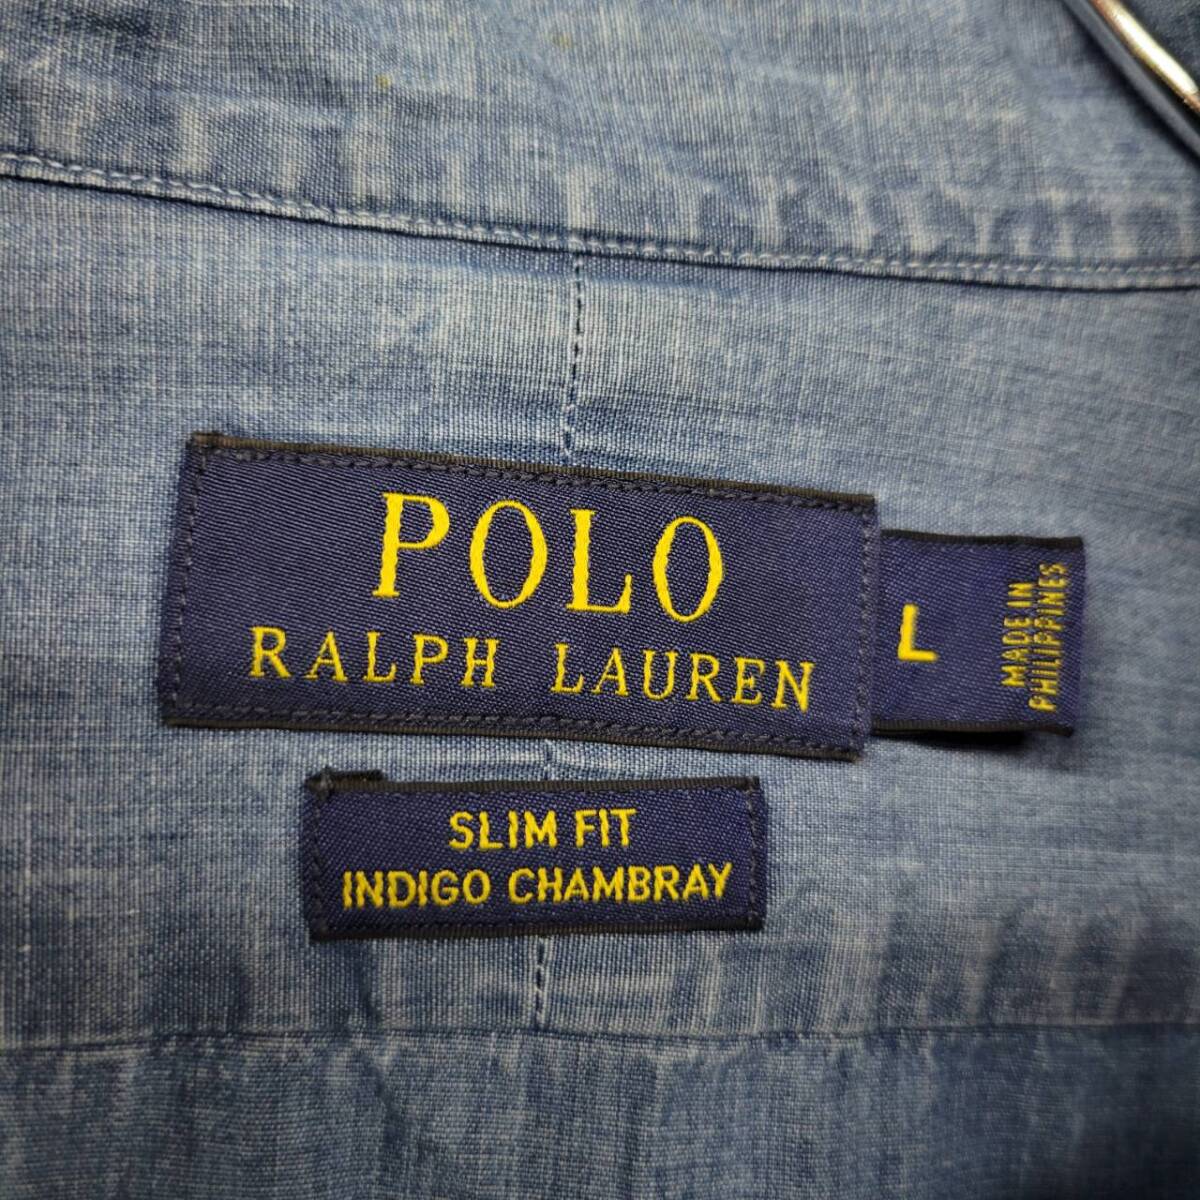 POLO
RALPH LAUREN
L
MADE IN
PHILIPPINES
SLIM FIT
INDIGO CHAMBRAY